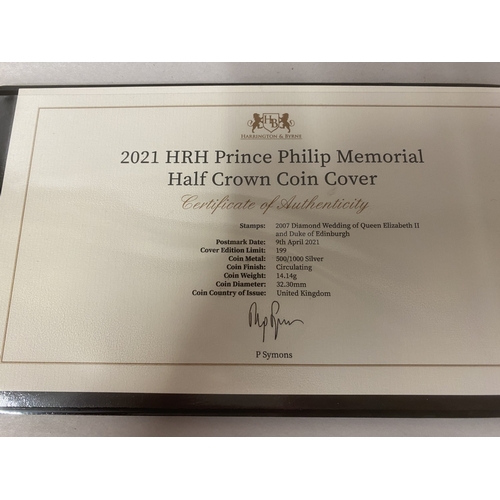 HB
HARRINGTON & BYRNE
2021 HRH Prince Philip Memorial
Half Crown Coin Cover
Certificate of Authenticity
Stamps: 2007 Diamond Wedding of Queen Elizabeth II
and Duke of Edinburgh
Postmark Date: 9th April 2021
Cover Edition Limit: 199
Coin Metal: 500/1000 Silver
Coin Finish: Circulating
Coin Weight: 14.14g
Coin Diameter: 32.30mm
Coin Country of Issue: United Kingdom
P Symons